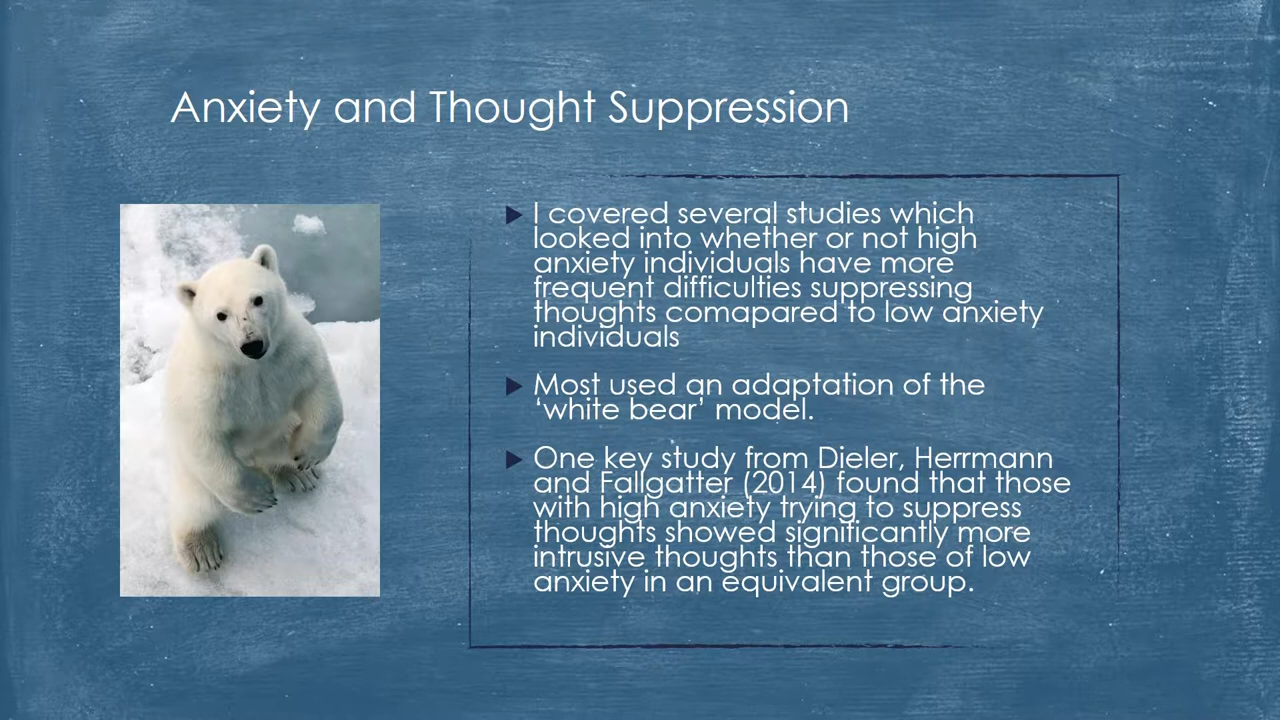 Anxiety and Thought Suppression
I covered several studies which
looked into whether or not high
anxiety individuals have more
frequent difficulties suppressing
thoughts comapared to low anxiety
individuals
Most used an adaptation of the
‘white bear’ model.
One key study from Dieler, Herrmann
and Fallgatter (2014) found that those
with high anxiety trying to suppress
thoughts showed significantly more
intrusive thoughts than those of low
anxiety in an equivalent group.